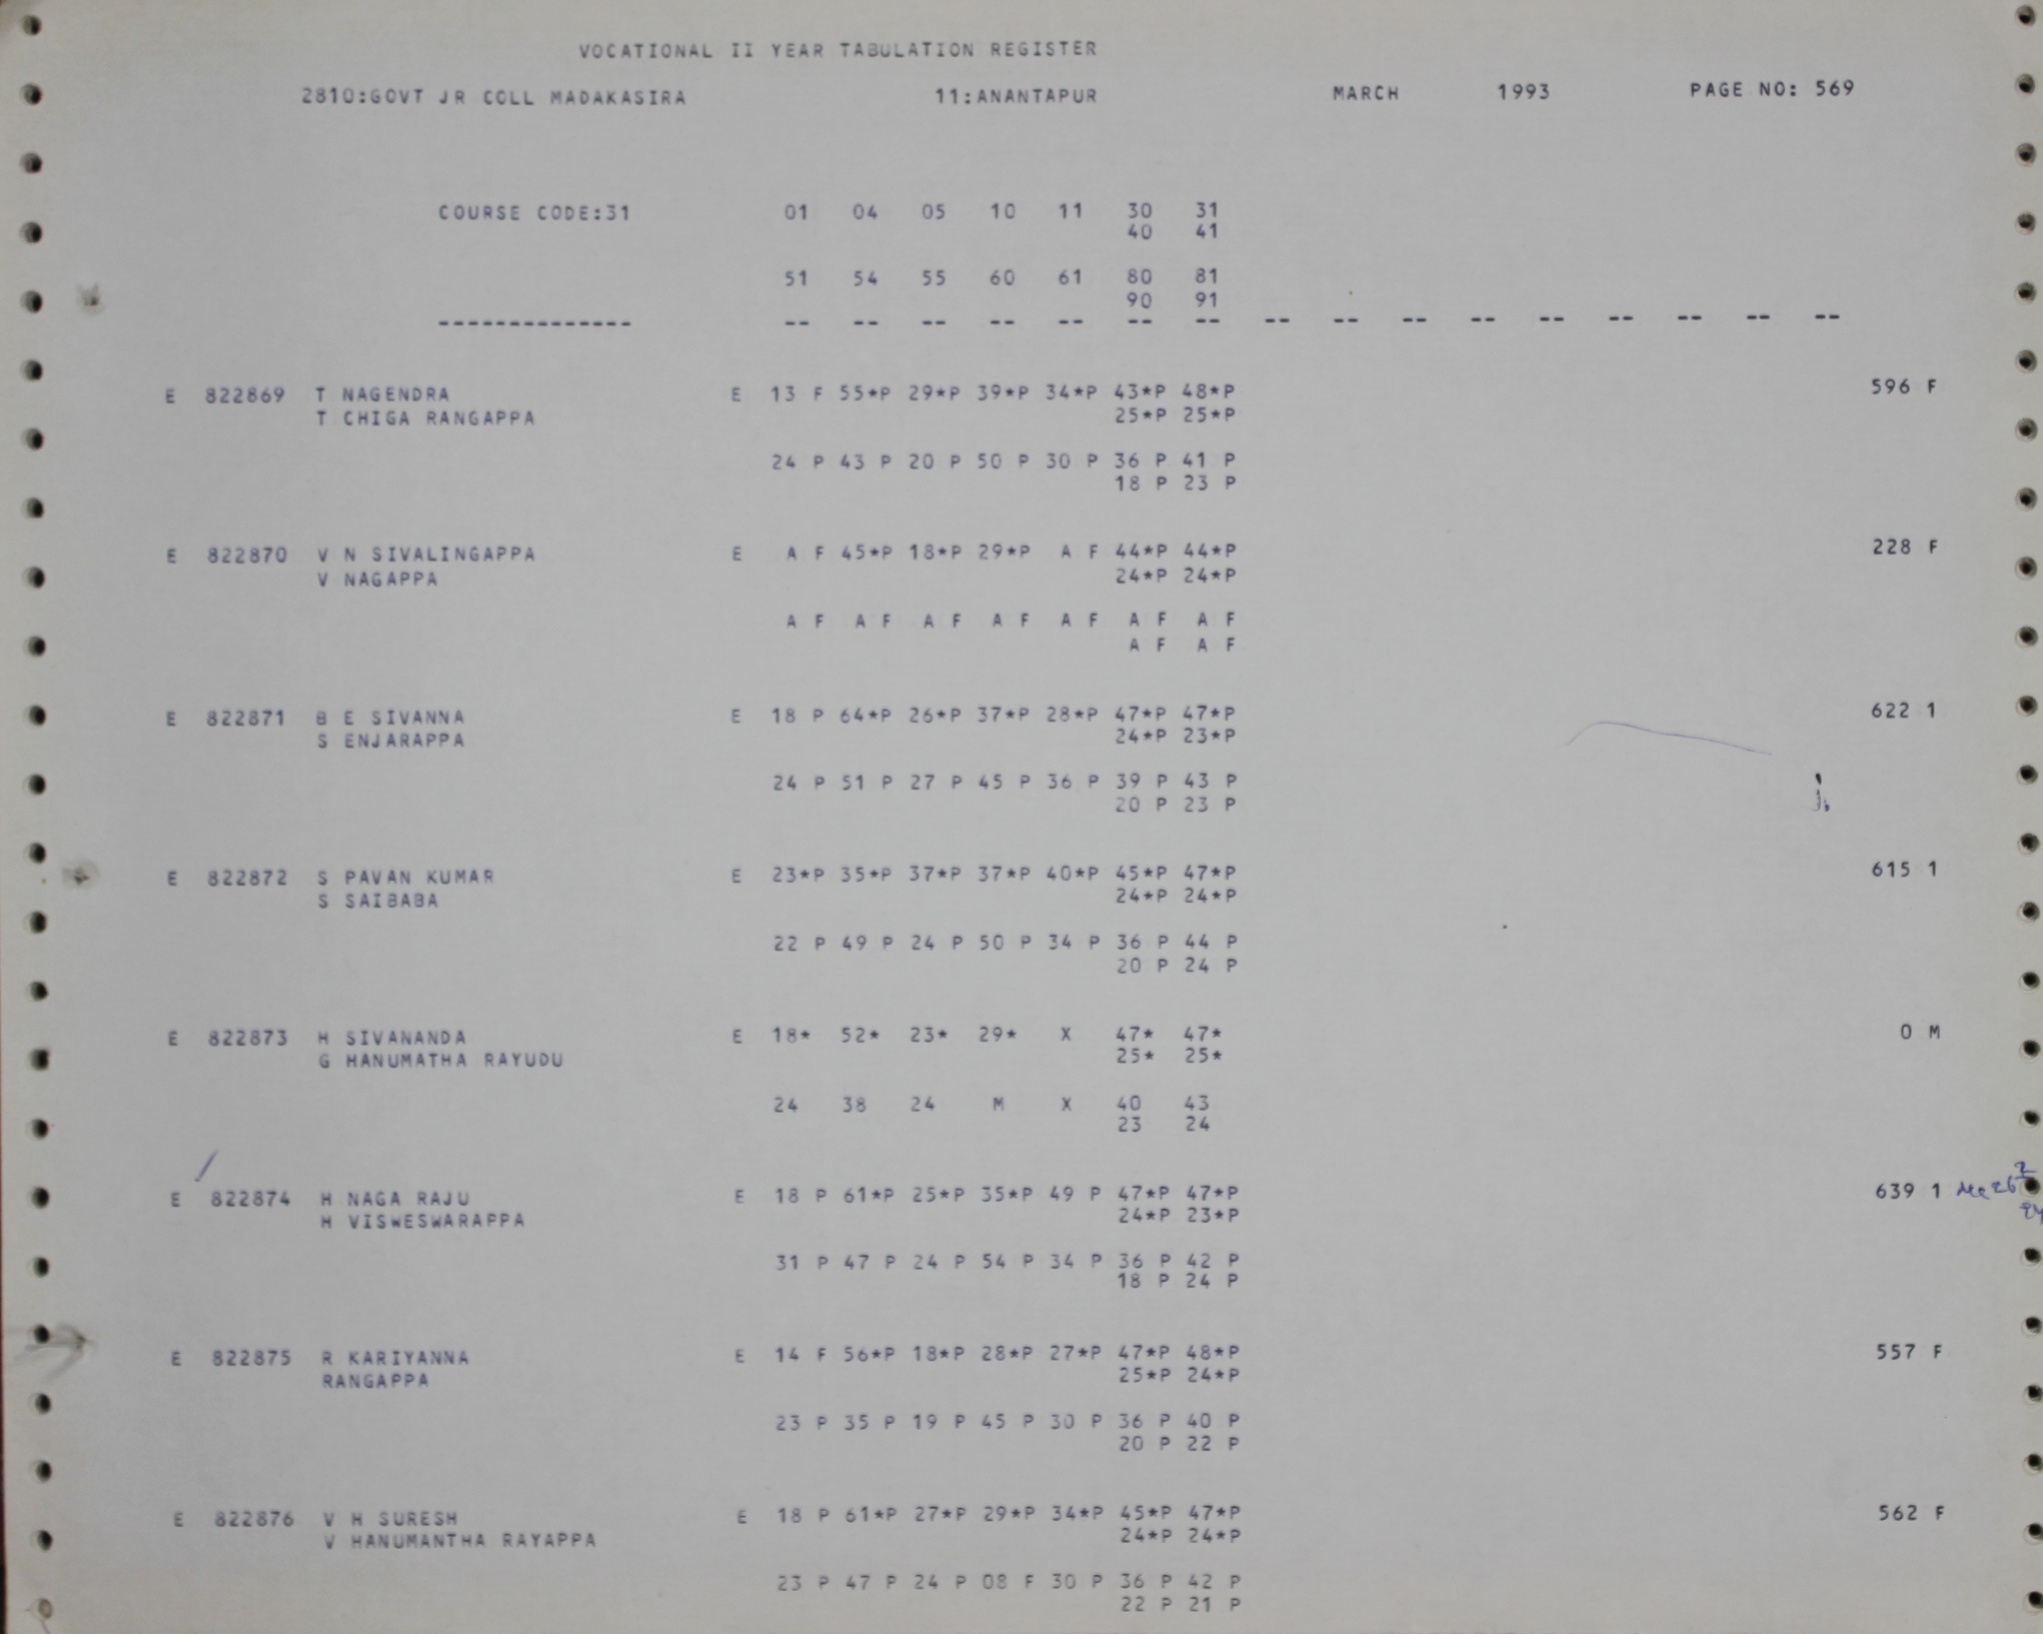 VOCATIONAL II YEAR TABULATION REGISTER
2810:GOVT JR COLL MADAKASIRA 11:ANANTAPUR MARCH 1993 PAGE NO: 569
COURSE CODE:31 01 04 05 10 11 30 31
40 41
51 54 55 60 61 80 81
90 91
-------------- -- -- -- -- -- -- -- -- -- -- -- -- -- -- -- --
E 822869 T NAGENDRA E 13 F 55*P 29*P 39*P 34*P 43*P 48*P 596 F
T CHIGA RANGAPPA 25*P 25*P
24 P 43 P 20 P 50 P 30 P 36 P 41 P
18 P 23 P
E 822870 V N SIVALINGAPPA E A F 45*P 18*P 29*P A F 44*P 44*P 228 F
V NAGAPPA 24*P 24*P
A F A F A F A F A F A F A F
A F A F
E 822871 B E SIVANNA E 18 P 64*P 26*P 37*P 28*P 47*P 47*P 622 1
S ENJARAPPA 24*P 23*P
24 P 51 P 27 P 45 P 36 P 39 P 43 P
20 P 23 P
E 822872 S PAVAN KUMAR E 23*P 35*P 37*P 37*P 40*P 45*P 47*P 615 1
S SAIBABA 24*P 24*P
22 P 49 P 24 P 50 P 34 P 36 P 44 P
20 P 24 P
E 822873 H SIVANANDA E 18* 52* 23* 29* X 47* 47* 0 M
G HANUMATHA RAYUDU 25* 25*
24 38 24 M X 40 43
23 24
E 822874 H NAGA RAJU E 18 P 61*P 25*P 35*P 49 P 47*P 47*P 639 1
H VISWESWARAPPA 24*P 23*P
31 P 47 P 24 P 54 P 34 P 36 P 42 P
18 P 24 P
E 822875 R KARIYANNA E 14 F 56*P 18*P 28*P 27*P 47*P 48*P 557 F
RANGAPPA 25*P 24*P
23 P 35 P 19 P 45 P 30 P 36 P 40 P
20 P 22 P
E 822876 V H SURESH E 18 P 61*P 27*P 29*P 34*P 45*P 47*P 562 F
V HANUMANTHA RAYAPPA 24*P 24*P
23 P 47 P 24 P 08 F 30 P 36 P 42 P
22 P 21 P